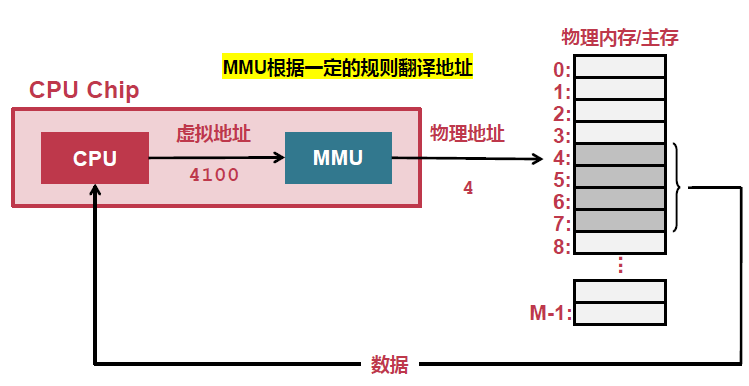 物理内存/主存
MMU根据一定的规则翻译地址
CPU Chip
CPU
虚拟地址
4100
MMU
物理地址
4
0:
1:
2:
3:
4:
5:
6:
7:
8:
⋮
M-1:
数据